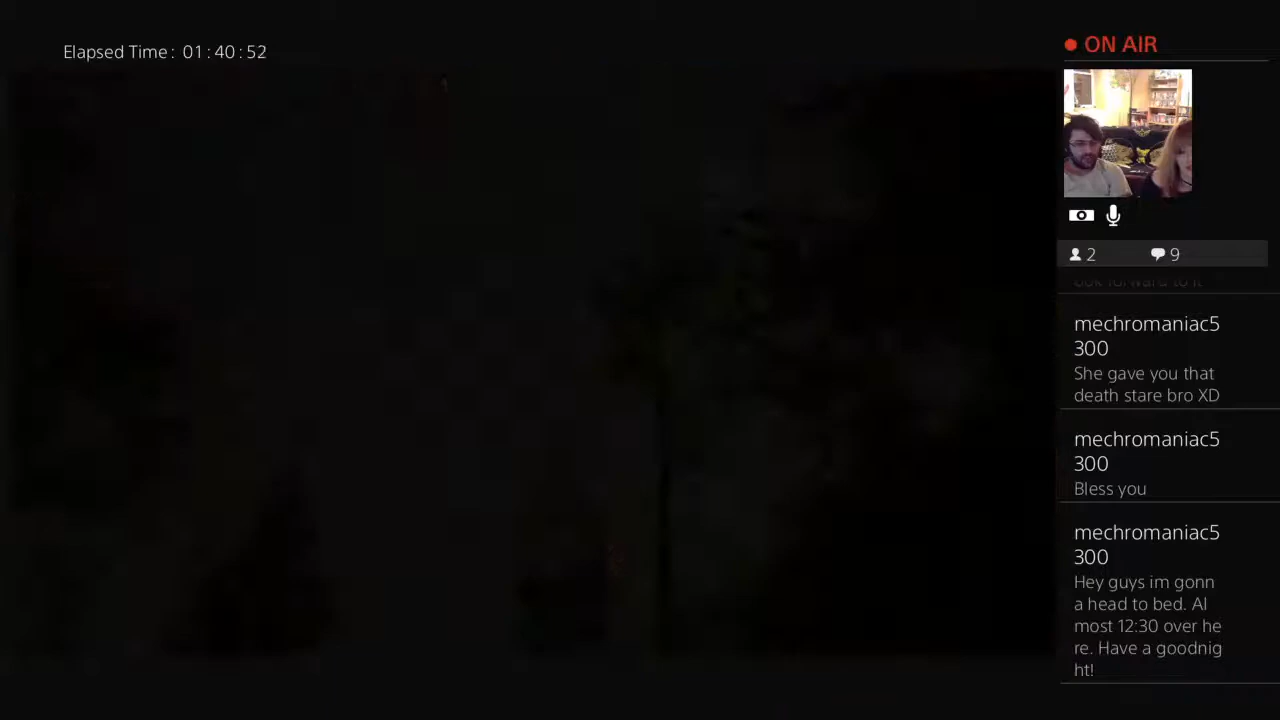 Elapsed Time: 01:40:52
ON AIR
2 9
mechromaniac5
300
She gave you that
death stare bro XD
mechromaniac5
300
Bless you
mechromaniac5
300
Hey guys im gonn
a head to bed. Al
most 12:30 over he
re. Have a goodnig
ht!